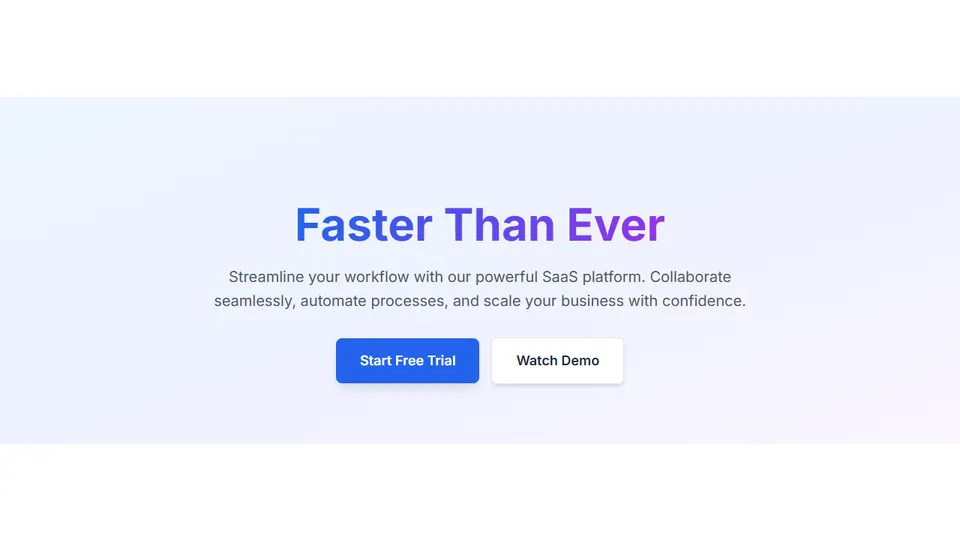 Faster Than Ever
Streamline your workflow with our powerful SaaS platform. Collaborate
seamlessly, automate processes, and scale your business with confidence.
Start Free Trial
Watch Demo